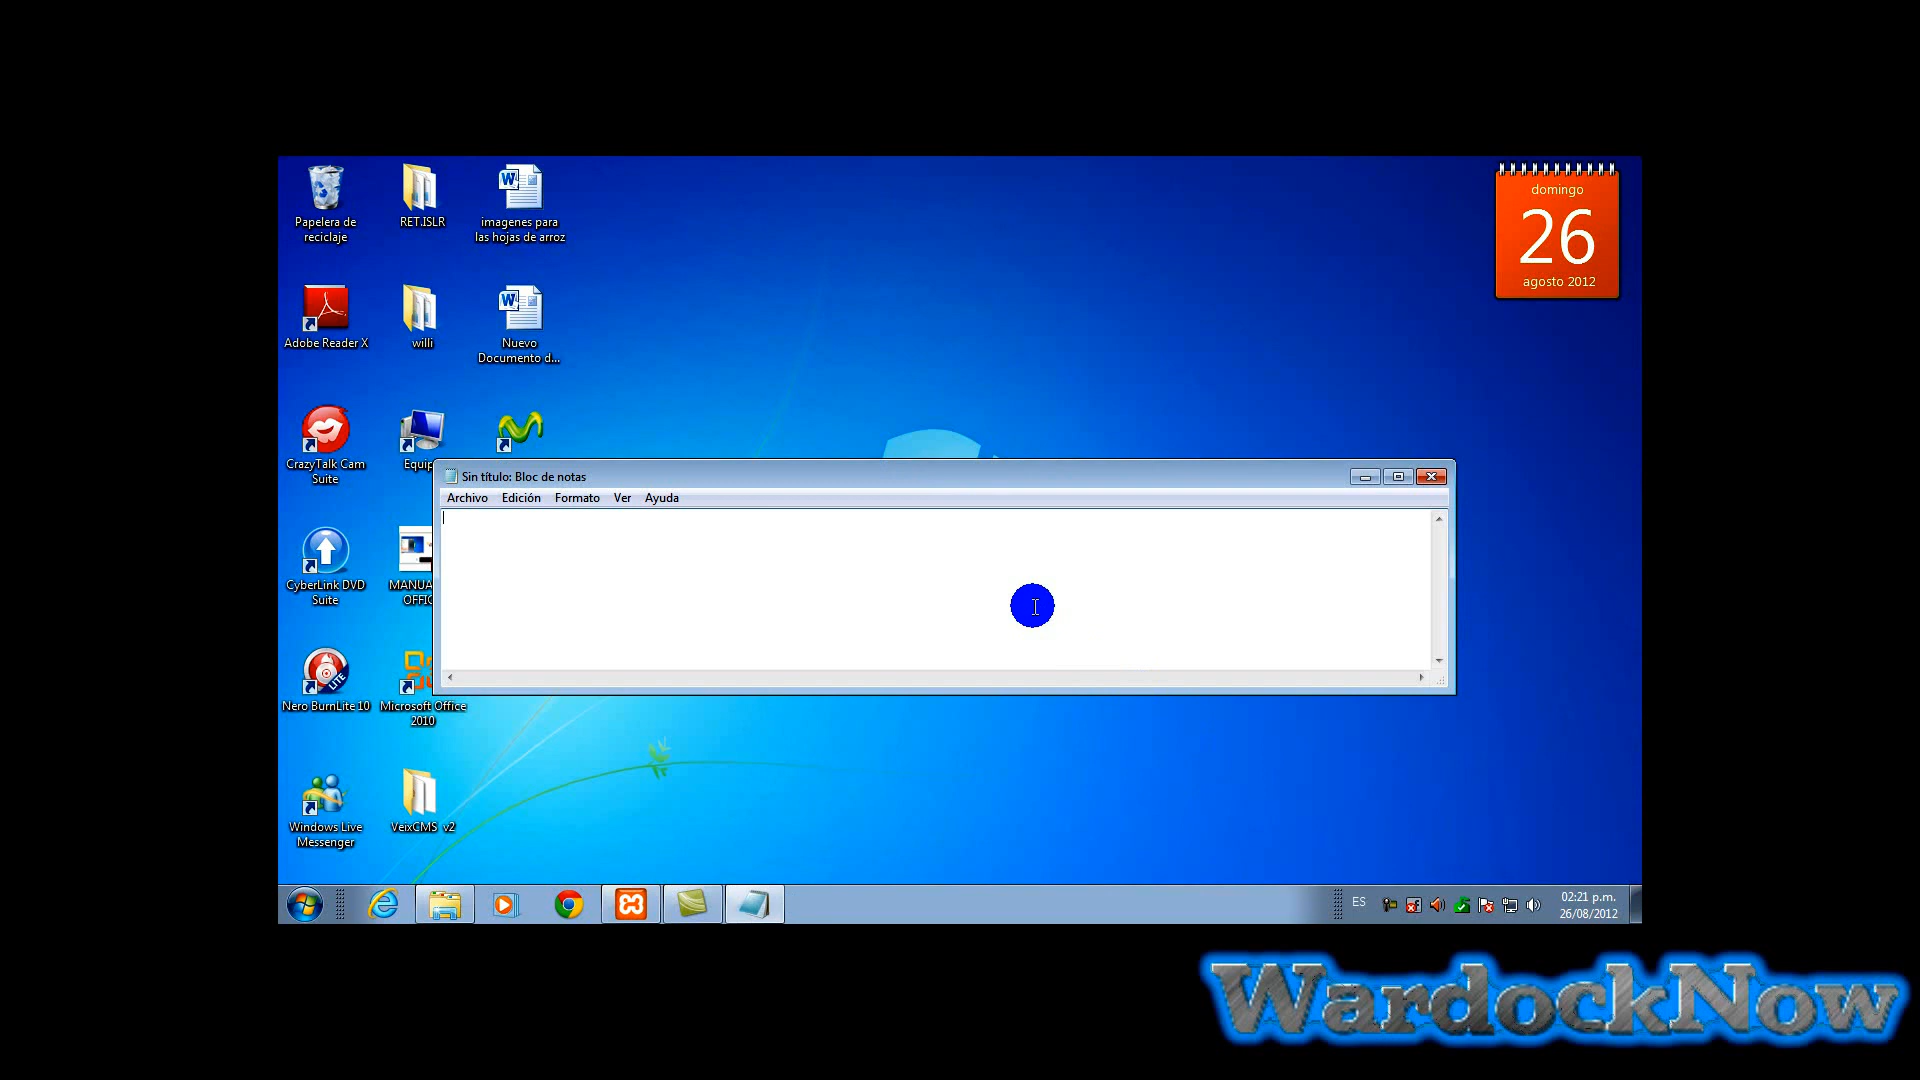 Papelera de
reciclaje
RET.ISLR
imagenes para
las hojas de arroz
domingo
26
agosto 2012
Adobe Reader X
willi
Nuevo
Documento d...
CrazyTalk Cam
Suite
Sin título: Bloc de notas
Archivo Edición Formato Ver Ayuda
CyberLink DVD
Suite
LITE
Nero BurnLite 10
Microsoft Office
2010
Windows Live
Messenger
VeixCMS v2
ES
02:21 p.m.
26/08/2012
WardockNow